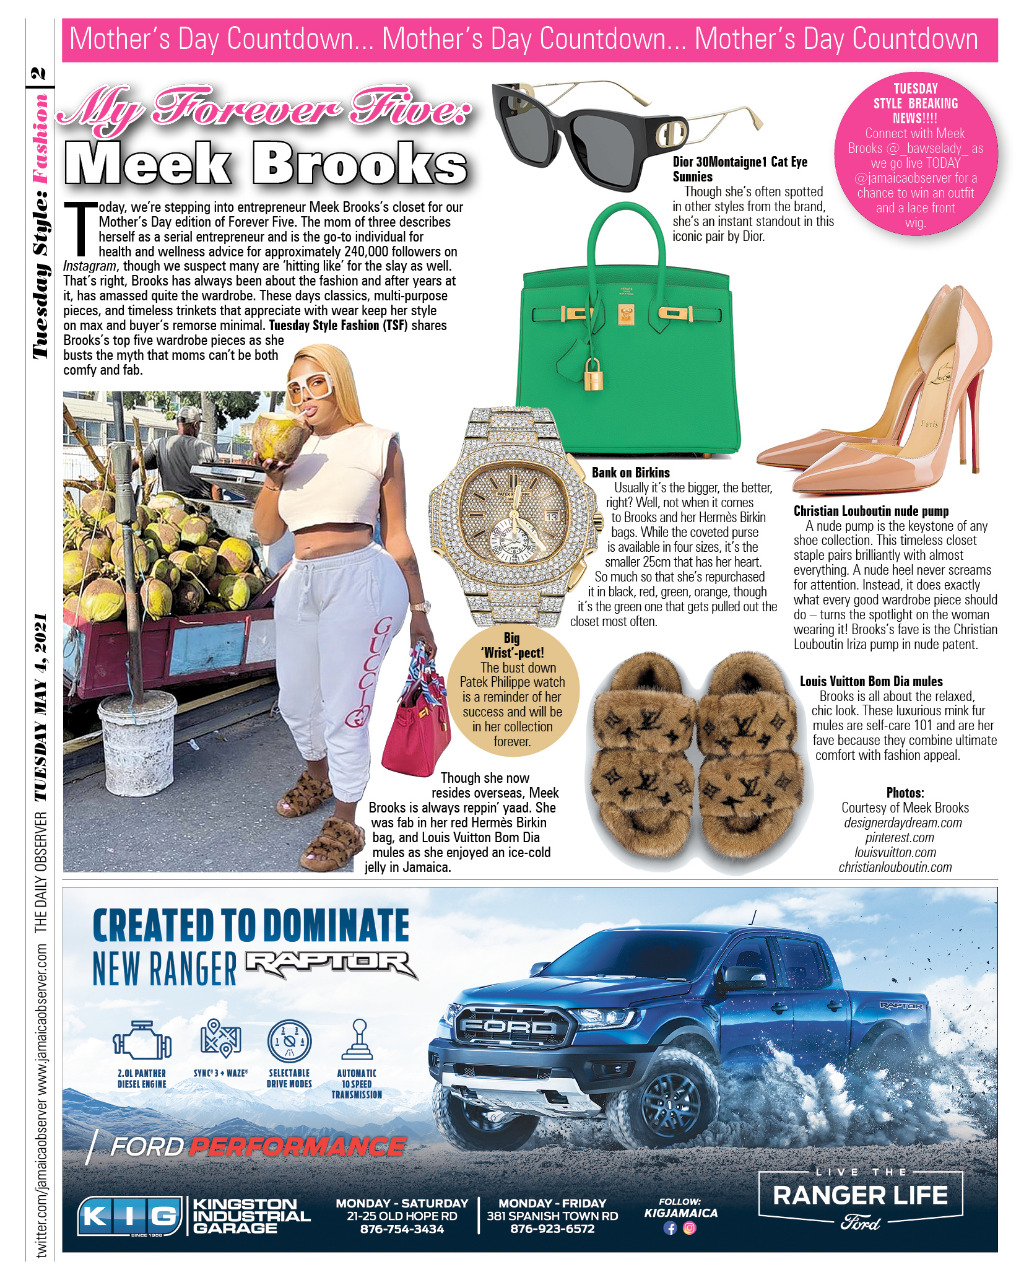 Mother's Day Countdown... Mother's Day Countdown... Mother's Day Countdown
2
Tuesday Style: Fashion
THE DAILY OBSERVER TUESDAY MAY 4, 2021
twitter.com/jamaicaobserver www.jamaicaobserver.com
My Forever Five:
Meek Brooks
Today, we're stepping into entrepreneur Meek Brooks's closet for our
Mother's Day edition of Forever Five. The mom of three describes
herself as a serial entrepreneur and is the go-to individual for
health and wellness advice for approximately 240,000 followers on
Instagram, though we suspect many are 'hitting like' for the slay as well.
That's right, Brooks has always been about the fashion and after years at
it, has amassed quite the wardrobe. These days classics, multi-purpose
pieces, and timeless trinkets that appreciate with wear keep her style
on max and buyer's remorse minimal. Tuesday Style Fashion (TSF) shares
Brooks's top five wardrobe pieces as she
busts the myth that moms can't be both
comfy and fab.
Dior 30Montaigne1 Cat Eye
Sunnies
Though she's often spotted
in other styles from the brand,
she's an instant standout in this
iconic pair by Dior.
TUESDAY
STYLE BREAKING
NEWS!!!!
Connect with Meek
Brooks @_bawselady_ as
we go live TODAY
@jamaicaobserver for a
chance to win an outfit
and a lace front
wig.
Bank on Birkins
Usually it's the bigger, the better,
right? Well, not when it comes
to Brooks and her Hermès Birkin
bags. While the coveted purse
is available in four sizes, it's the
smaller 25cm that has her heart.
So much so that she's repurchased
it in black, red, green, orange, though
it's the green one that gets pulled out the
closet most often.
Christian Louboutin nude pump
A nude pump is the keystone of any
shoe collection. This timeless closet
staple pairs brilliantly with almost
everything. A nude heel never screams
for attention. Instead, it does exactly
what every good wardrobe piece should
do – turns the spotlight on the woman
wearing it! Brooks's fave is the Christian
Louboutin Iriza pump in nude patent.
Big
'Wrist'-pect!
The bust down
Patek Philippe watch
is a reminder of her
success and will be
in her collection
forever.
GUCCI
Louis Vuitton Bom Dia mules
Brooks is all about the relaxed,
chic look. These luxurious mink fur
mules are self-care 101 and are her
fave because they combine ultimate
comfort with fashion appeal.
Though she now
resides overseas, Meek
Brooks is always reppin' yaad. She
was fab in her red Hermès Birkin
bag, and Louis Vuitton Bom Dia
mules as she enjoyed an ice-cold
jelly in Jamaica.
Photos:
Courtesy of Meek Brooks
designerdaydream.com
pinterest.com
louisvuitton.com
christianlouboutin.com
CREATED TO DOMINATE
NEW RANGER RAPTOR
2.0L PANTHER
DIESEL ENGINE
SYNC® 3 + WAZE®
SELECTABLE
DRIVE MODES
AUTOMATIC
10 SPEED
TRANSMISSION
FORD
RAPTOR
FORD PERFORMANCE
KIG
SINCE 1905
KINGSTON
INDUSTRIAL
GARAGE
MONDAY - SATURDAY
21-25 OLD HOPE RD
876-754-3434
MONDAY - FRIDAY
381 SPANISH TOWN RD
876-923-6572
FOLLOW:
KIGJAMAICA
LIVE THE
RANGER LIFE
Ford